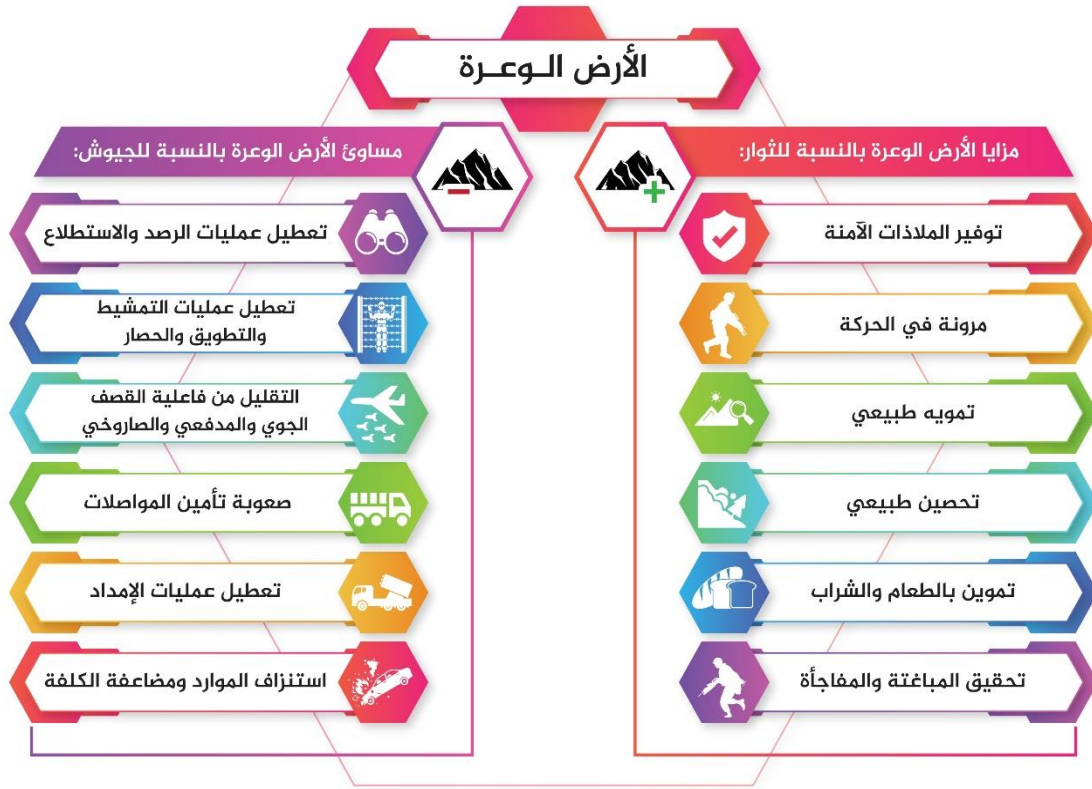 الأرض الـوعـرة
مزايا الأرض الوعرة بالنسبة للثوار:
توفير الملاذات الآمنة
مرونة في الحركة
تمويه طبيعي
تحصين طبيعي
تموين بالطعام والشراب
تحقيق المباغتة والمفاجأة
مساوئ الأرض الوعرة بالنسبة للجيوش:
تعطيل عمليات الرصد والاستطلاع
تعطيل عمليات التمشيط
والتطويق والحصار
التقليل من فاعلية القصف
الجوي والمدفعي والصاروخي
صعوبة تأمين المواصلات
تعطيل عمليات الإمداد
استنزاف الموارد ومضاعفة الكلفة